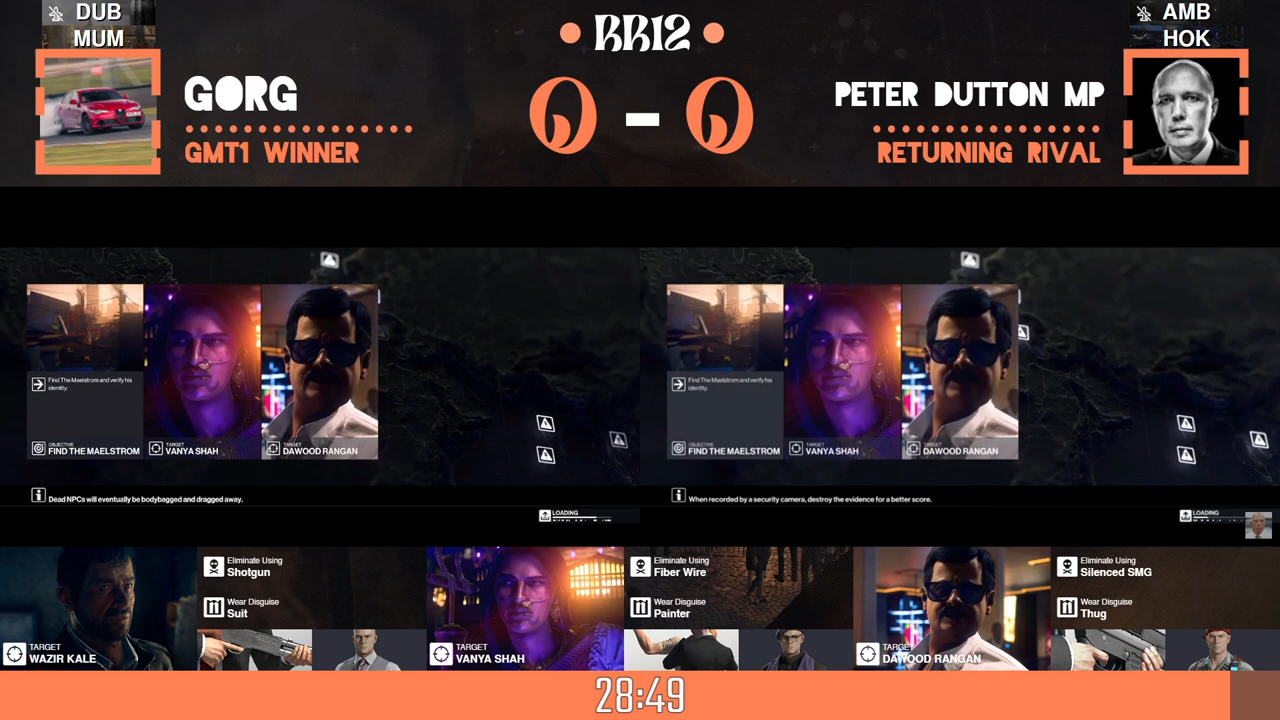 DUB
MUM
GORG
GMT1 WINNER
RR12
0 - 0
AMB
HOK
PETER DUTTON MP
RETURNING RIVAL
Find The Maelstrom and verify his
identity.
OBJECTIVE
FIND THE MAELSTROM
TARGET
VANYA SHAH
TARGET
DAWOOD RANGAN
Dead NPCs will eventually be bodybagged and dragged away.
LOADING
Find The Maelstrom and verify his
identity.
OBJECTIVE
FIND THE MAELSTROM
TARGET
VANYA SHAH
TARGET
DAWOOD RANGAN
When recorded by a security camera, destroy the evidence for a better score.
LOADING
TARGET
WAZIR KALE
Eliminate Using
Shotgun
Wear Disguise
Suit
TARGET
VANYA SHAH
Eliminate Using
Fiber Wire
Wear Disguise
Painter
TARGET
DAWOOD RANGAN
Eliminate Using
Silenced SMG
Wear Disguise
Thug
28:49